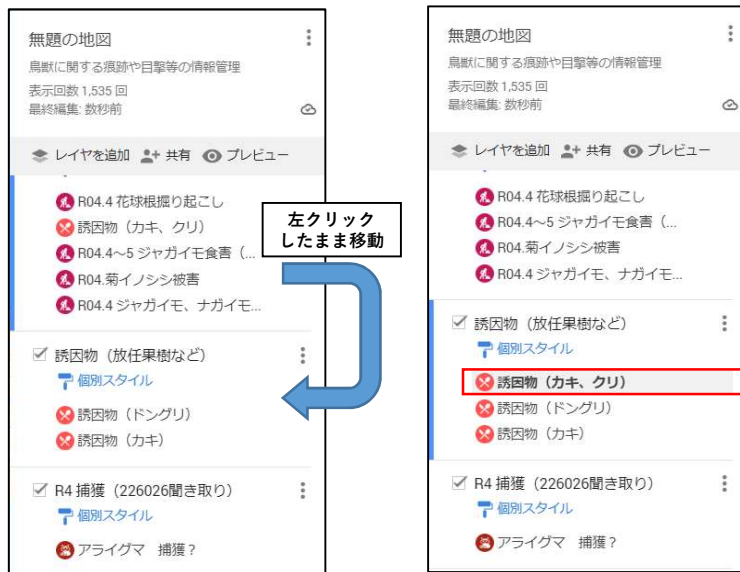 無題の地図
鳥獣に関する痕跡や目撃等の情報管理
表示回数 1,535 回
最終編集: 数秒前
レイヤを追加 共有 プレビュー
R04.4 花球根掘り起こし
誘因物（カキ、クリ）
R04.4～5 ジャガイモ食害（...
R04.菊イノシシ被害
R04.4 ジャガイモ、ナガイモ...
誘因物（放任果樹など）
個別スタイル
誘因物（ドングリ）
誘因物（カキ）
R4 捕獲（226026聞き取り）
個別スタイル
アライグマ　捕獲？
左クリック
したまま移動
無題の地図
鳥獣に関する痕跡や目撃等の情報管理
表示回数 1,535 回
最終編集: 数秒前
レイヤを追加 共有 プレビュー
R04.4 花球根掘り起こし
R04.4～5 ジャガイモ食害（...
R04.菊イノシシ被害
R04.4 ジャガイモ、ナガイモ...
誘因物（放任果樹など）
個別スタイル
誘因物（カキ、クリ）
誘因物（ドングリ）
誘因物（カキ）
R4 捕獲（226026聞き取り）
個別スタイル
アライグマ　捕獲？